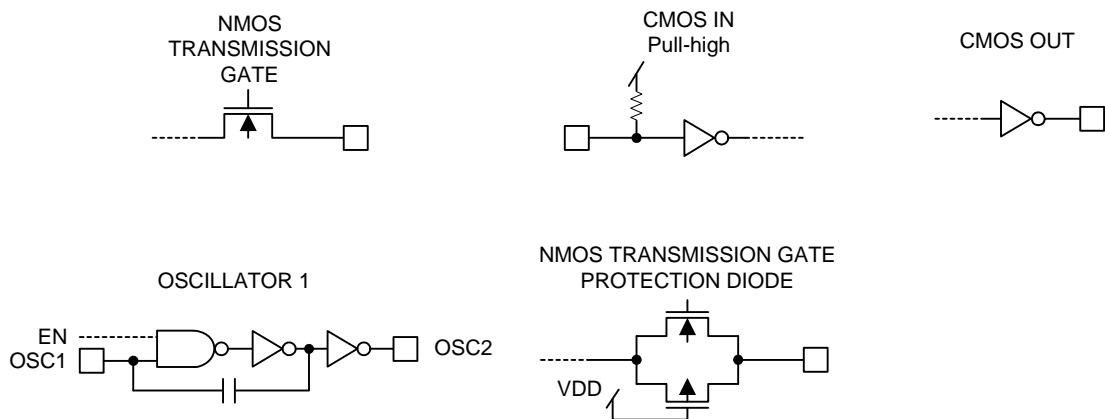 NMOS
TRANSMISSION
GATE
CMOS IN
Pull-high
CMOS OUT
OSCILLATOR 1
EN
OSC1
OSC2
NMOS TRANSMISSION GATE
PROTECTION DIODE
VDD